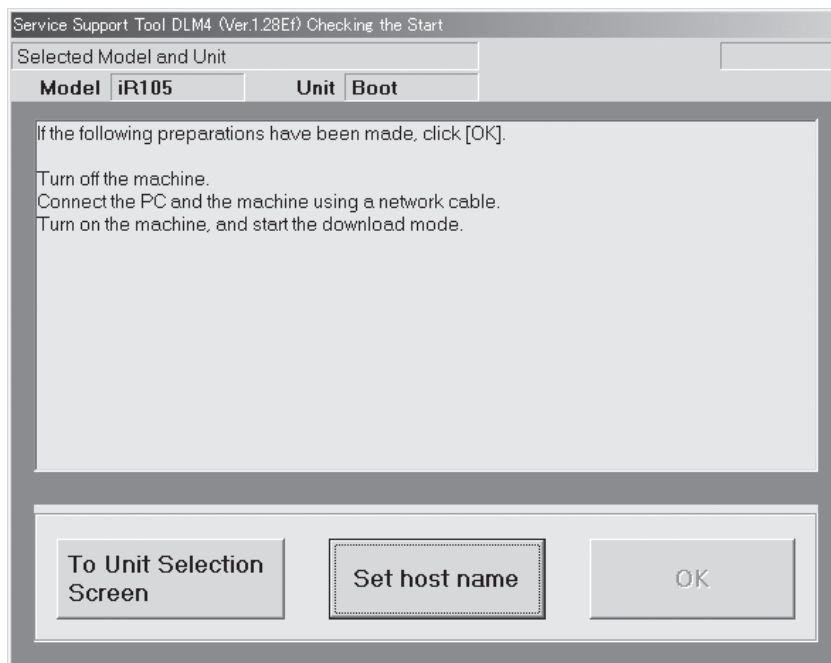 Service Support Tool DLM4 (Ver.1.28Ef) Checking the Start
Selected Model and Unit
Model iR105 Unit Boot
If the following preparations have been made, click [OK].
Turn off the machine.
Connect the PC and the machine using a network cable.
Turn on the machine, and start the download mode.
To Unit Selection
Screen
Set host name
OK